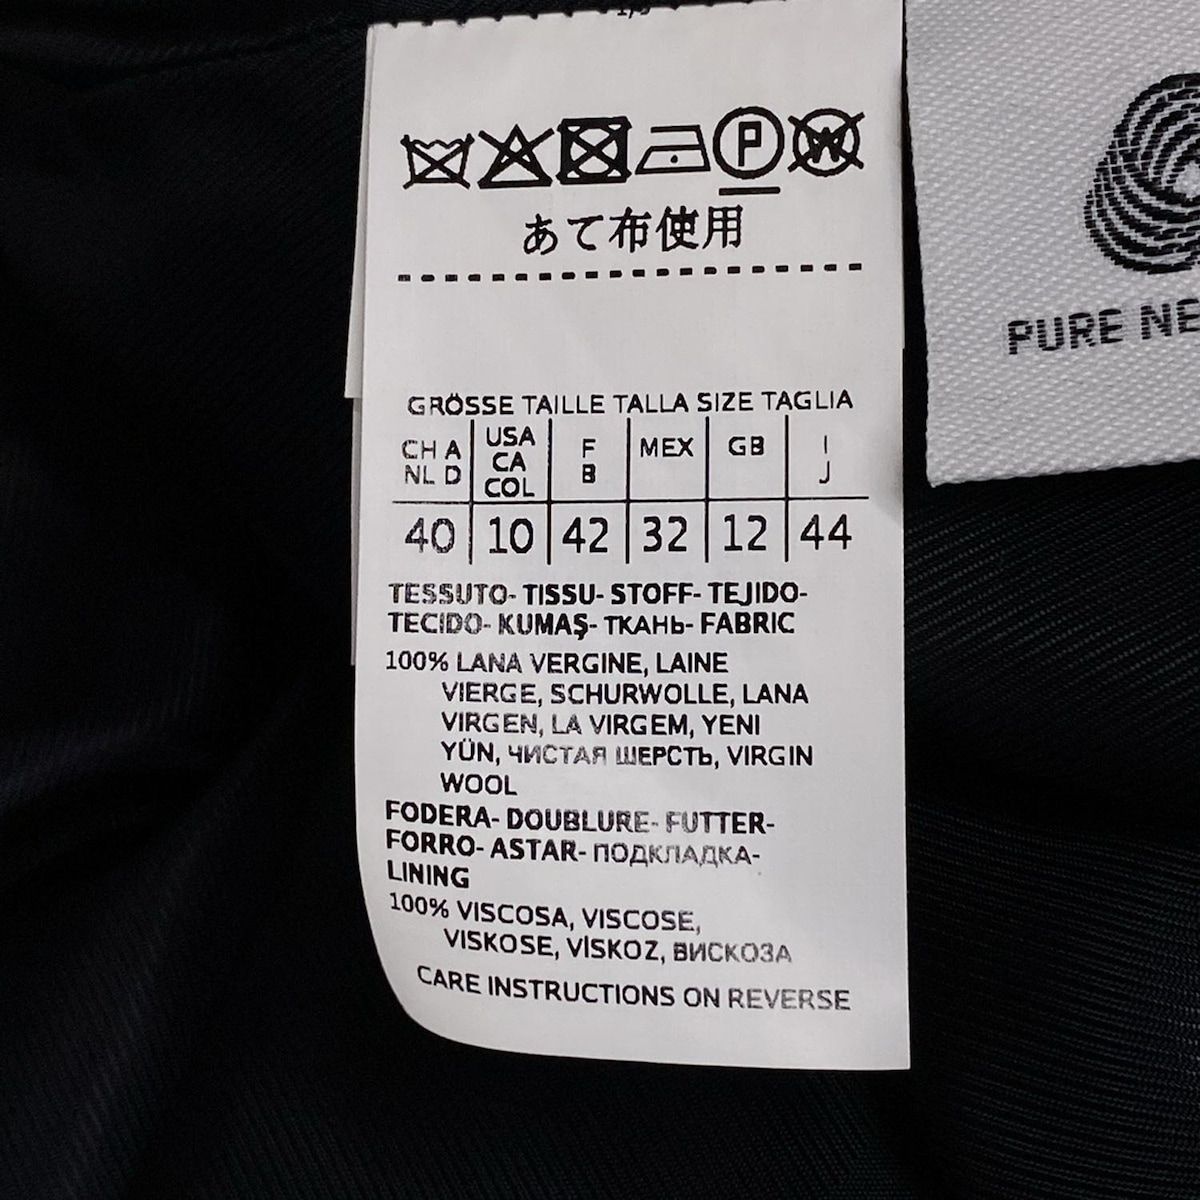 P W
あて布使用
GRÖSSE TAILLE TALLA SIZE TAGLIA
CH A NL D | USA CA COL | F B | MEX | GB | I J
40 | 10 | 42 | 32 | 12 | 44
TESSUTO- TISSU- STOFF- TEJIDO-
TECIDO- KUMAŞ- ТКАНЬ- FABRIC
100% LANA VERGINE, LAINE
VIERGE, SCHURWOLLE, LANA
VIRGEN, LA VIRGEM, YENI
YÜN, ЧИСТАЯ ШЕРСТЬ, VIRGIN
WOOL
FODERA- DOUBLURE- FUTTER-
FORRO- ASTAR- ПОДКЛАДКА-
LINING
100% VISCOSA, VISCOSE,
VISKOSE, VİSKOZ, ВИСКОЗА
CARE INSTRUCTIONS ON REVERSE
PURE NE